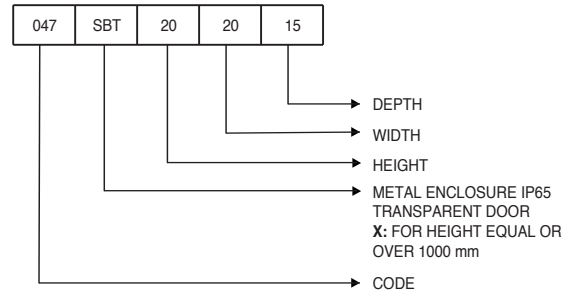 047 SBT 20 20 15
DEPTH
WIDTH
HEIGHT
METAL ENCLOSURE IP65
TRANSPARENT DOOR
X: FOR HEIGHT EQUAL OR
OVER 1000 mm
CODE